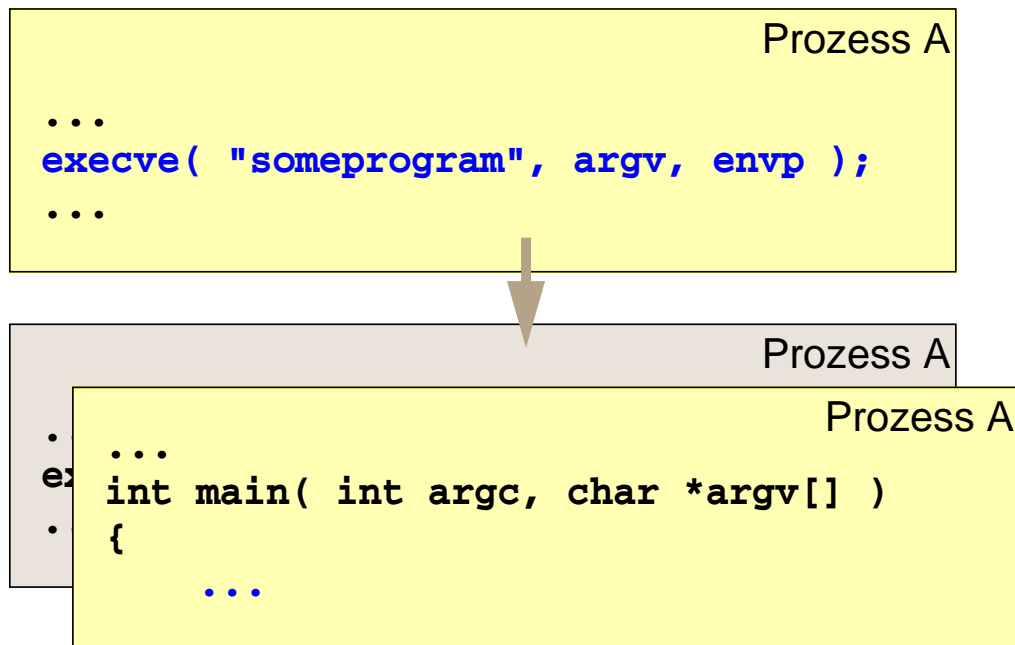 Prozess A
...
execve( "someprogram", argv, envp );
...
Prozess A
Prozess A
...
int main( int argc, char *argv[] )
{
...